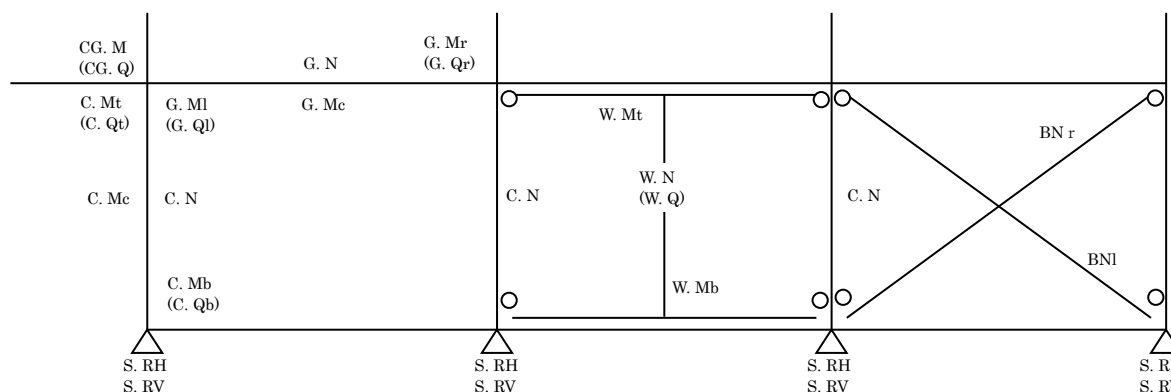 CG. M
(CG. Q)
G. N
G. Mr
(G. Qr)
C. Mt
(C. Qt)
G. Ml
(G. Ql)
G. Mc
W. Mt
BN r
C. Mc
C. N
C. N
W. N
(W. Q)
C. N
BNl
C. Mb
(C. Qb)
W. Mb
S. RH
S. RV
S. RH
S. RV
S. RH
S. RV